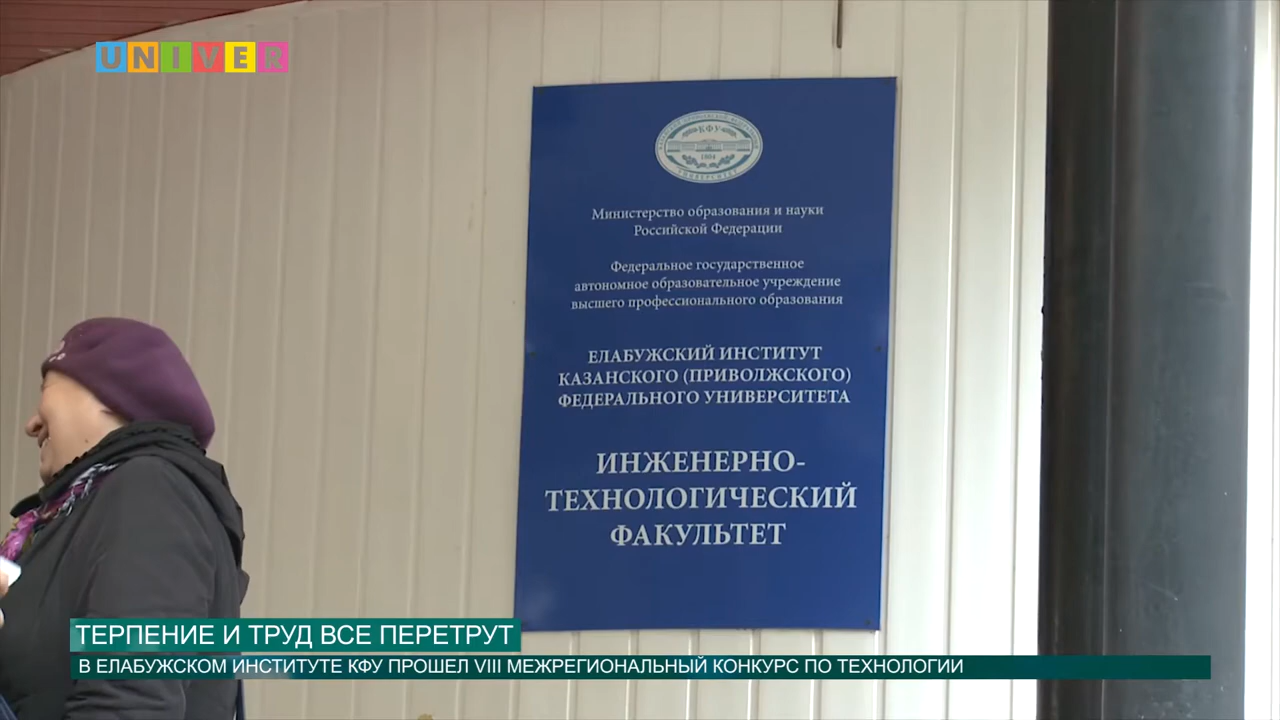 UNIVER
КФУ
1804
УНИВЕРСИТЕТ
Министерство образования и науки
Российской Федерации
Федеральное государственное
автономное образовательное учреждение
высшего профессионального образования
ЕЛАБУЖСКИЙ ИНСТИТУТ
КАЗАНСКОГО (ПРИВОЛЖСКОГО)
ФЕДЕРАЛЬНОГО УНИВЕРСИТЕТА
ИНЖЕНЕРНО-
ТЕХНОЛОГИЧЕСКИЙ
ФАКУЛЬТЕТ
ТЕРПЕНИЕ И ТРУД ВСЕ ПЕРЕТРУТ
В ЕЛАБУЖСКОМ ИНСТИТУТЕ КФУ ПРОШЕЛ VIII МЕЖРЕГИОНАЛЬНЫЙ КОНКУРС ПО ТЕХНОЛОГИИ